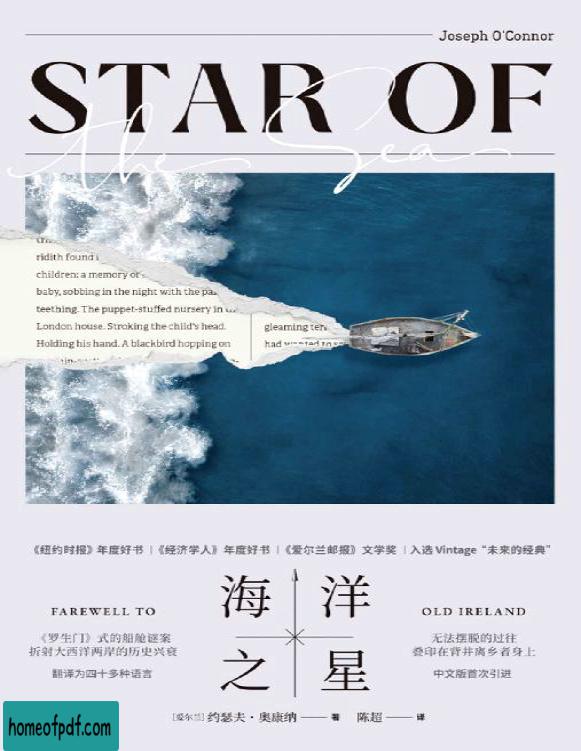 Joseph O'Connor
STAR OF
the Sea
ridith found
children: a memory of
baby, sobbing in the night with the
teething. The puppet-stuffed nursery in
London house. Stroking the child's head.
gleaming
Holding his hand. A blackbird hopping on
had wanted to
《纽约时报》年度好书 | 《经济学人》年度好书 | 《爱尔兰邮报》文学奖 | 入选 Vintage “未来的经典”
海 洋
FAREWELL TO
OLD IRELAND
《罗生门》式的船舱谜案
折射大西洋两岸的历史兴衰
翻译为四十多种语言
无法摆脱的过往
叠印在背井离乡者身上
中文版首次引进
之 星
[爱尔兰] 约瑟夫·奥康纳 —— 著 陈超 —— 译
homeofpdf.com